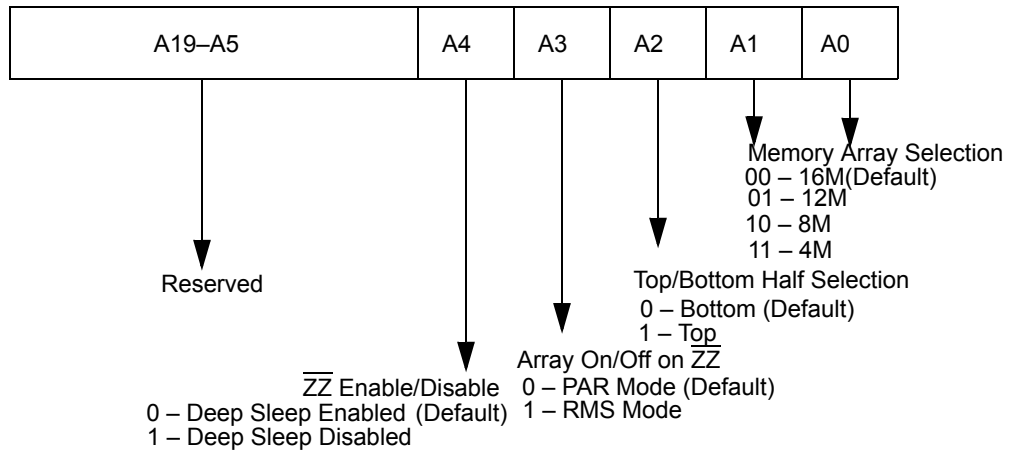 A19–A5 A4 A3 A2 A1 A0
Memory Array Selection
00 – 16M(Default)
01 – 12M
10 – 8M
11 – 4M
Reserved
Top/Bottom Half Selection
0 – Bottom (Default)
1 – Top
Array On/Off on Z̅Z̅
0 – PAR Mode (Default)
1 – RMS Mode
Z̅Z̅ Enable/Disable
0 – Deep Sleep Enabled (Default)
1 – Deep Sleep Disabled